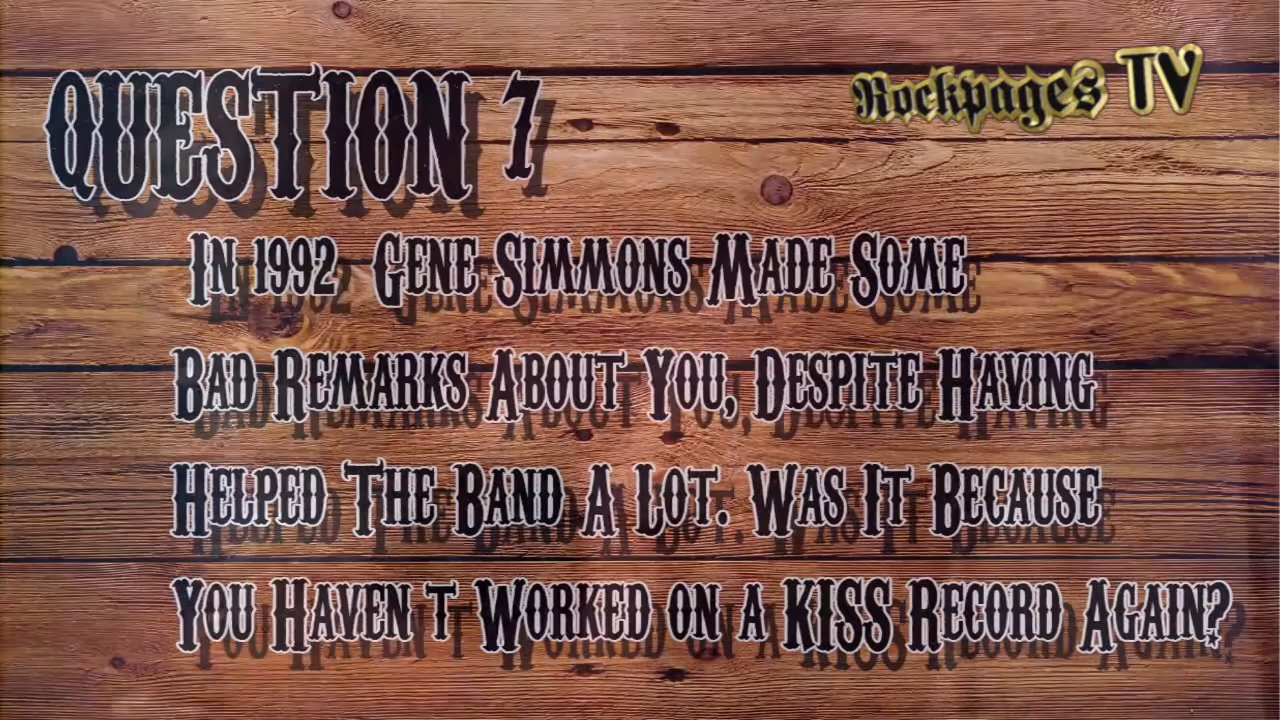 QUESTION 7
Rockpages TV
In 1992 Gene Simmons Made Some
Bad Remarks About You, Despite Having
Helped The Band A Lot. Was It Because
You Haven t Worked on a KISS Record Again?